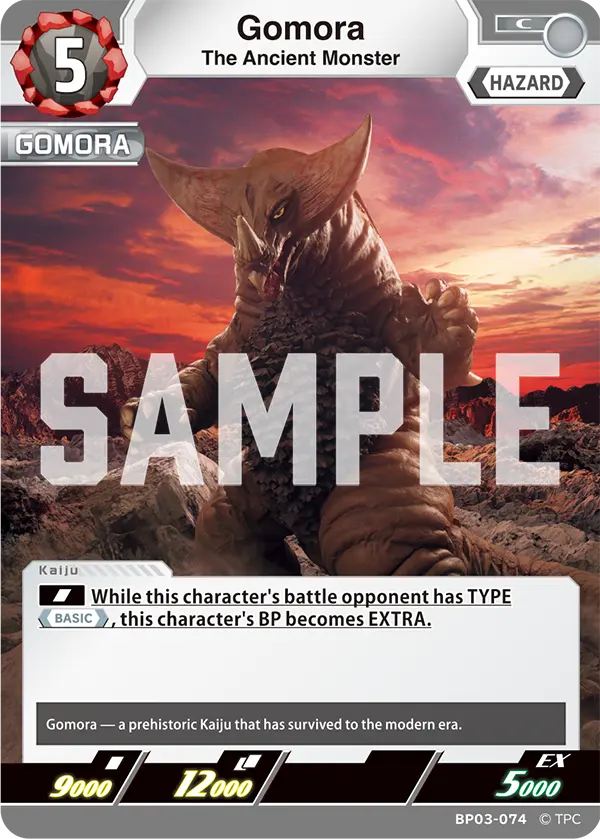 5
Gomora
The Ancient Monster
C
HAZARD
GOMORA
SAMPLE
Kaiju
While this character's battle opponent has TYPE
BASIC, this character's BP becomes EXTRA.
Gomora — a prehistoric Kaiju that has survived to the modern era.
EX
9000 12000 5000
BP03-074 © TPC